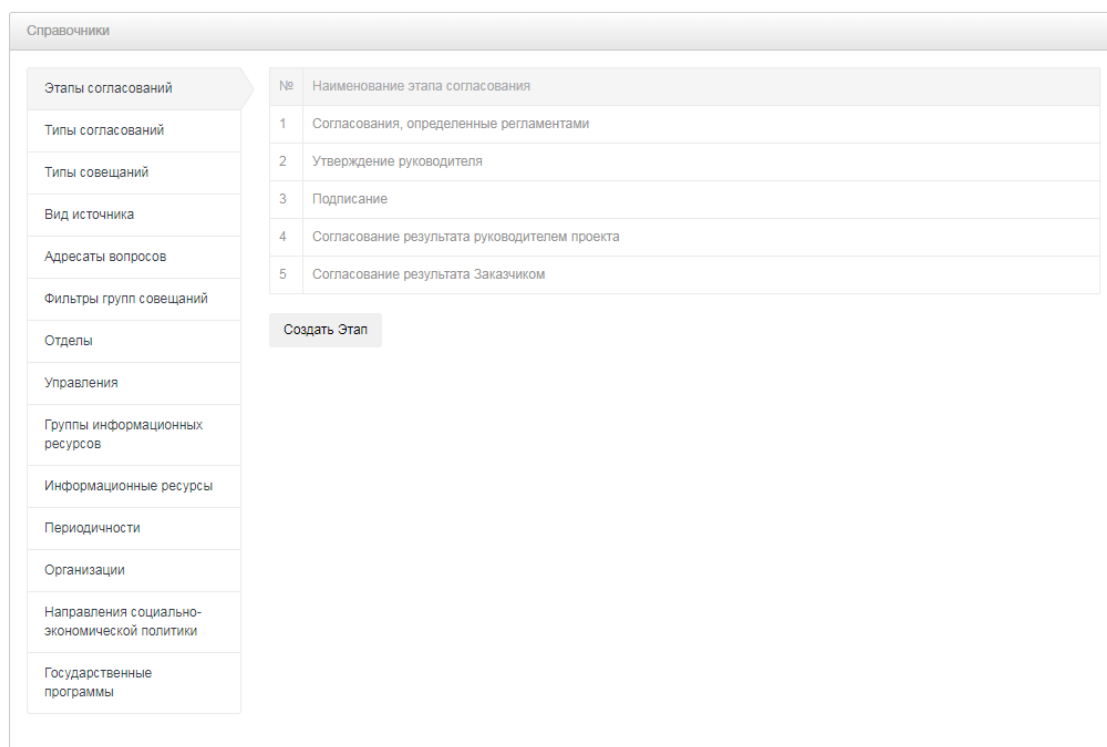 Справочники
Этапы согласований
Типы согласований
Типы совещаний
Вид источника
Адресаты вопросов
Фильтры групп совещаний
Отделы
Управления
Группы информационных
ресурсов
Информационные ресурсы
Периодичности
Организации
Направления социально-
экономической политики
Государственные
программы
№ Наименование этапа согласования
1 Согласования, определенные регламентами
2 Утверждение руководителя
3 Подписание
4 Согласование результата руководителем проекта
5 Согласование результата Заказчиком
Создать Этап